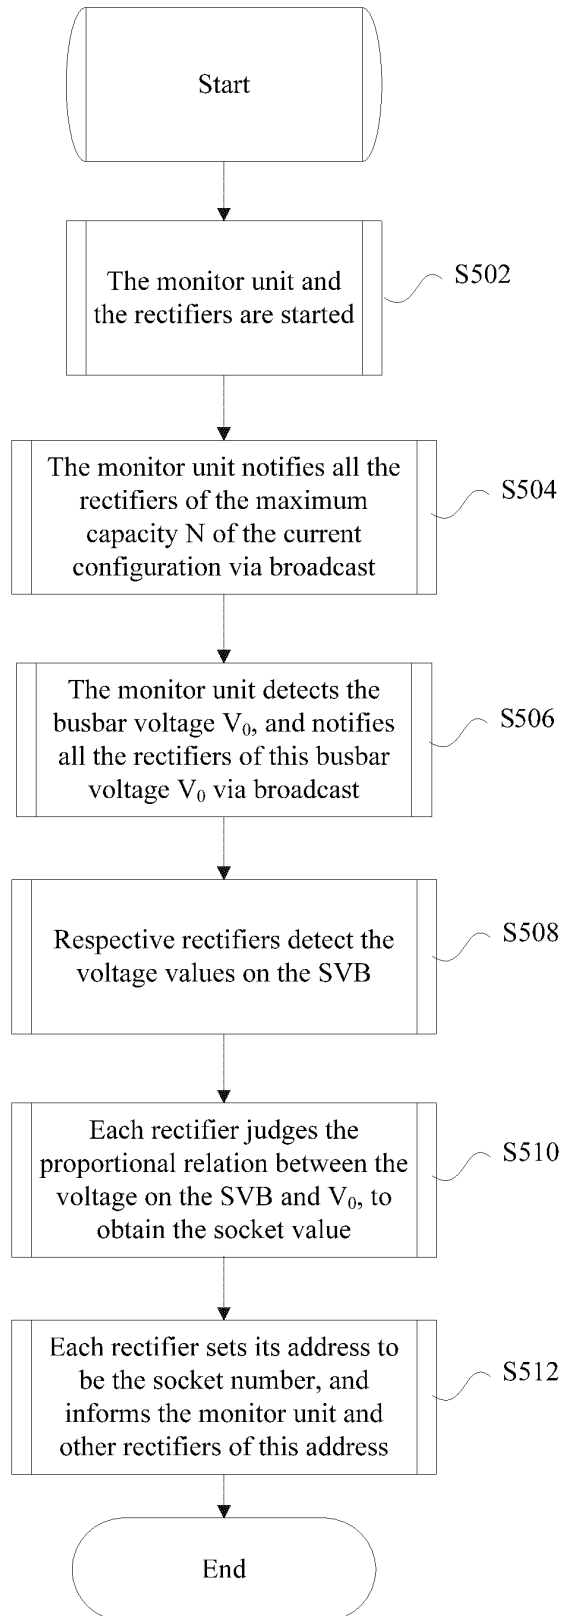 Start
The monitor unit and
the rectifiers are started
S502
The monitor unit notifies all the
rectifiers of the maximum
capacity N of the current
configuration via broadcast
S504
The monitor unit detects the
busbar voltage V₀, and notifies
all the rectifiers of this busbar
voltage V₀ via broadcast
S506
Respective rectifiers detect the
voltage values on the SVB
S508
Each rectifier judges the
proportional relation between the
voltage on the SVB and V₀, to
obtain the socket value
S510
Each rectifier sets its address to
be the socket number, and
informs the monitor unit and
other rectifiers of this address
S512
End